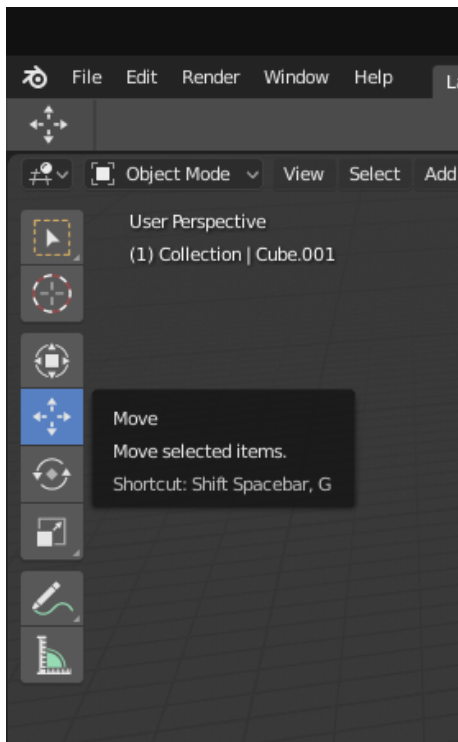 File Edit Render Window Help
Object Mode View Select Add
User Perspective
(1) Collection | Cube.001
Move
Move selected items.
Shortcut: Shift Spacebar, G